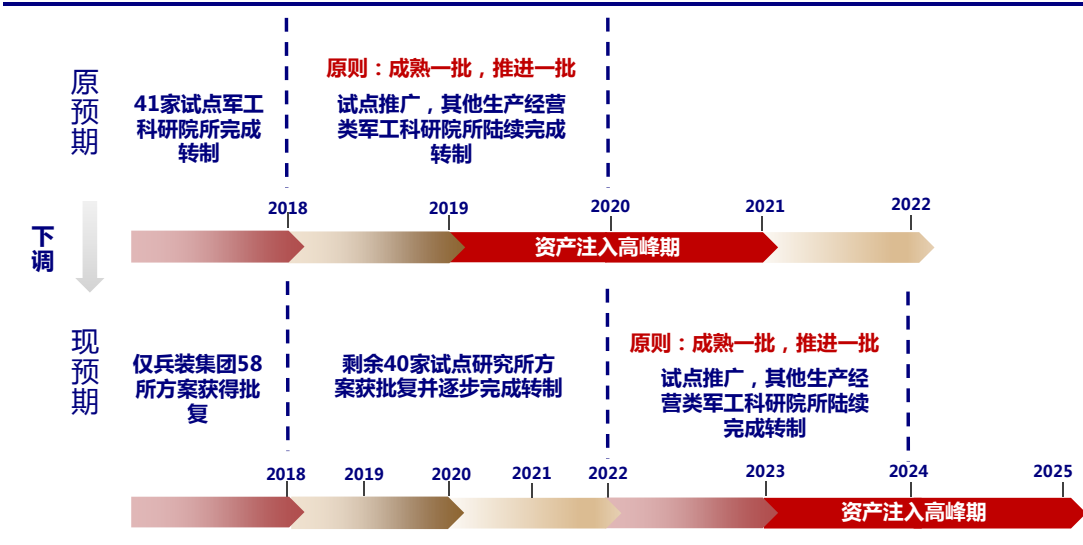 原预期
41家试点军工
科研院所完成
转制
原则：成熟一批，推进一批
试点推广，其他生产经营
类军工科研院所陆续完成
转制
2018
2019
2020
2021
2022
资产注入高峰期
下调
现预期
仅兵装集团58
所方案获得批
复
剩余40家试点研究所方
案获批复并逐步完成转制
原则：成熟一批，推进一批
试点推广，其他生产经
营类军工科研院所陆续
完成转制
2018
2019
2020
2021
2022
2023
2024
2025
资产注入高峰期